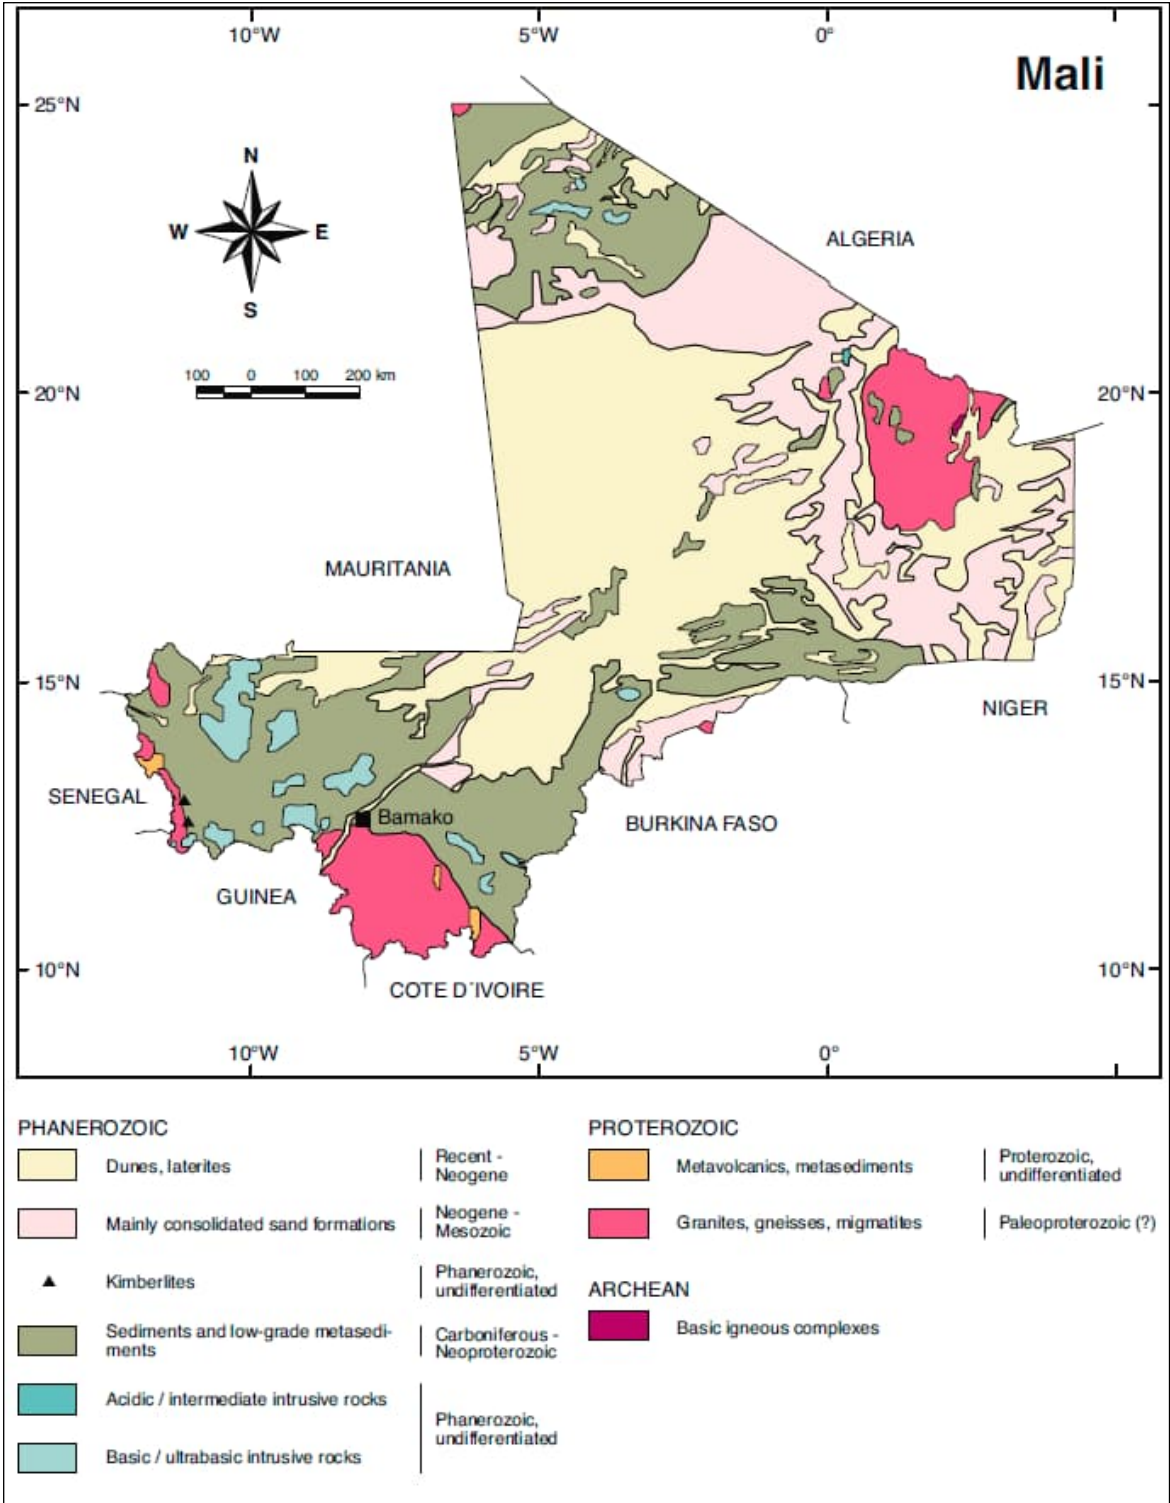 10°W 5°W 0°
Mali
25°N
N
W E
S
ALGERIA
100 0 100 200 km
20°N 20°N
MAURITANIA
15°N 15°N
NIGER
SENEGAL
Bamako
BURKINA FASO
GUINEA
10°N 10°N
COTE D´IVOIRE
10°W 5°W 0°
PHANEROZOIC
Dunes, laterites
Recent -
Neogene
Mainly consolidated sand formations
Neogene -
Mesozoic
Kimberlites
Phanerozoic,
undifferentiated
Sediments and low-grade metasedi-
ments
Carboniferous -
Neoproterozoic
Acidic / intermediate intrusive rocks
Basic / ultrabasic intrusive rocks
Phanerozoic,
undifferentiated
PROTEROZOIC
Metavolcanics, metasediments
Proterozoic,
undifferentiated
Granites, gneisses, migmatites
Paleoproterozoic (?)
ARCHEAN
Basic igneous complexes